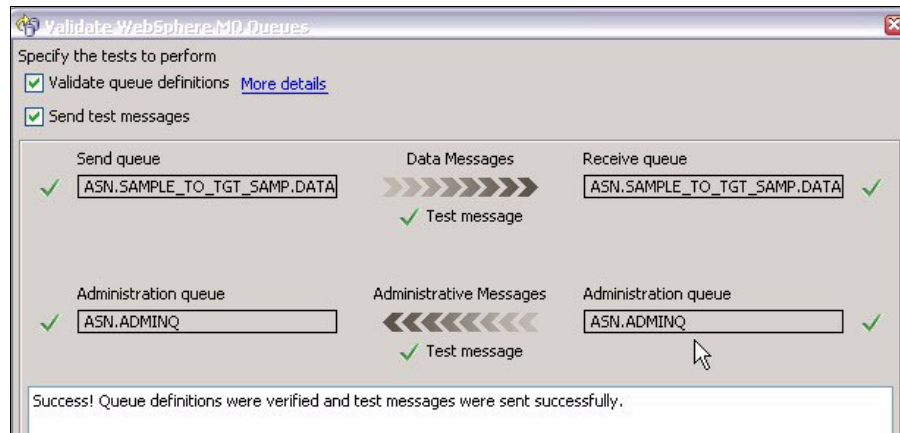 Validate WebSphere MQ Queues
Specify the tests to perform
Validate queue definitions More details
Send test messages
Send queue Data Messages Receive queue
ASN.SAMPLE_TO_TGT_SAMP.DATA ASN.SAMPLE_TO_TGT_SAMP.DATA
Test message
Administration queue Administrative Messages Administration queue
ASN.ADMINQ ASN.ADMINQ
Test message
Success! Queue definitions were verified and test messages were sent successfully.